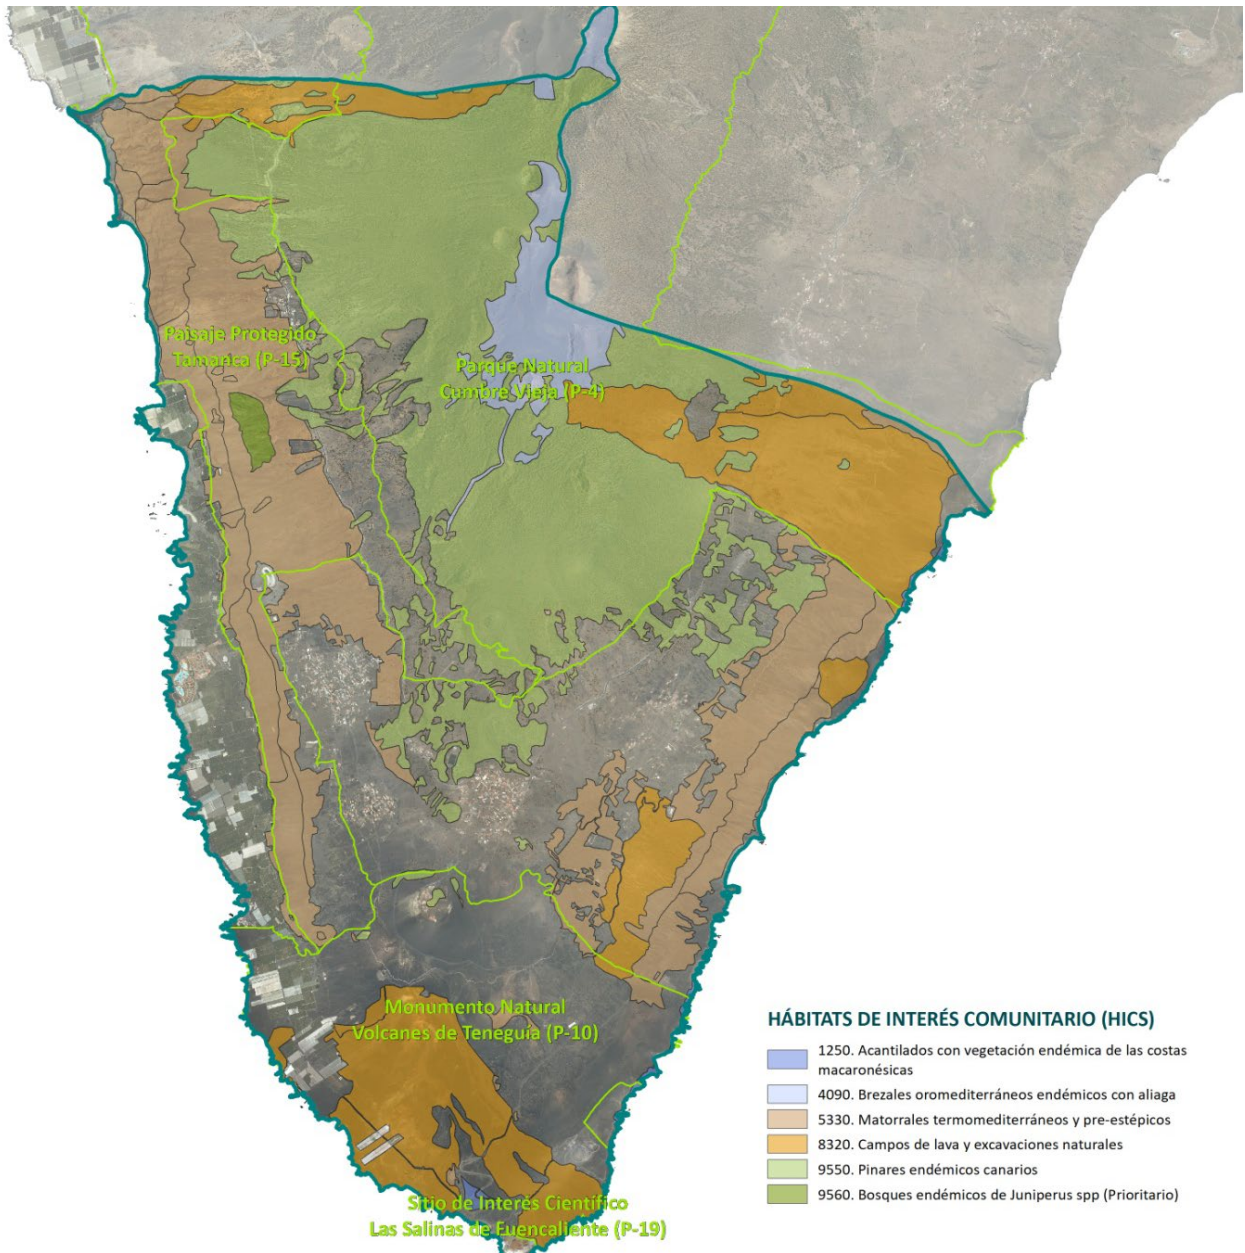 Paisaje Protegido
Tamanca (P-15)
Parque Natural
Cumbre Vieja (P-4)
Monumento Natural
Volcanes de Teneguía (P-10)
Sitio de Interés Científico
Las Salinas de Fuencaliente (P-19)
HÁBITATS DE INTERÉS COMUNITARIO (HICS)
1250. Acantilados con vegetación endémica de las costas
macaronésicas
4090. Brezales oromediterráneos endémicos con aliaga
5330. Matorrales termomediterráneos y pre-estépicos
8320. Campos de lava y excavaciones naturales
9550. Pinares endémicos canarios
9560. Bosques endémicos de Juniperus spp (Prioritario)